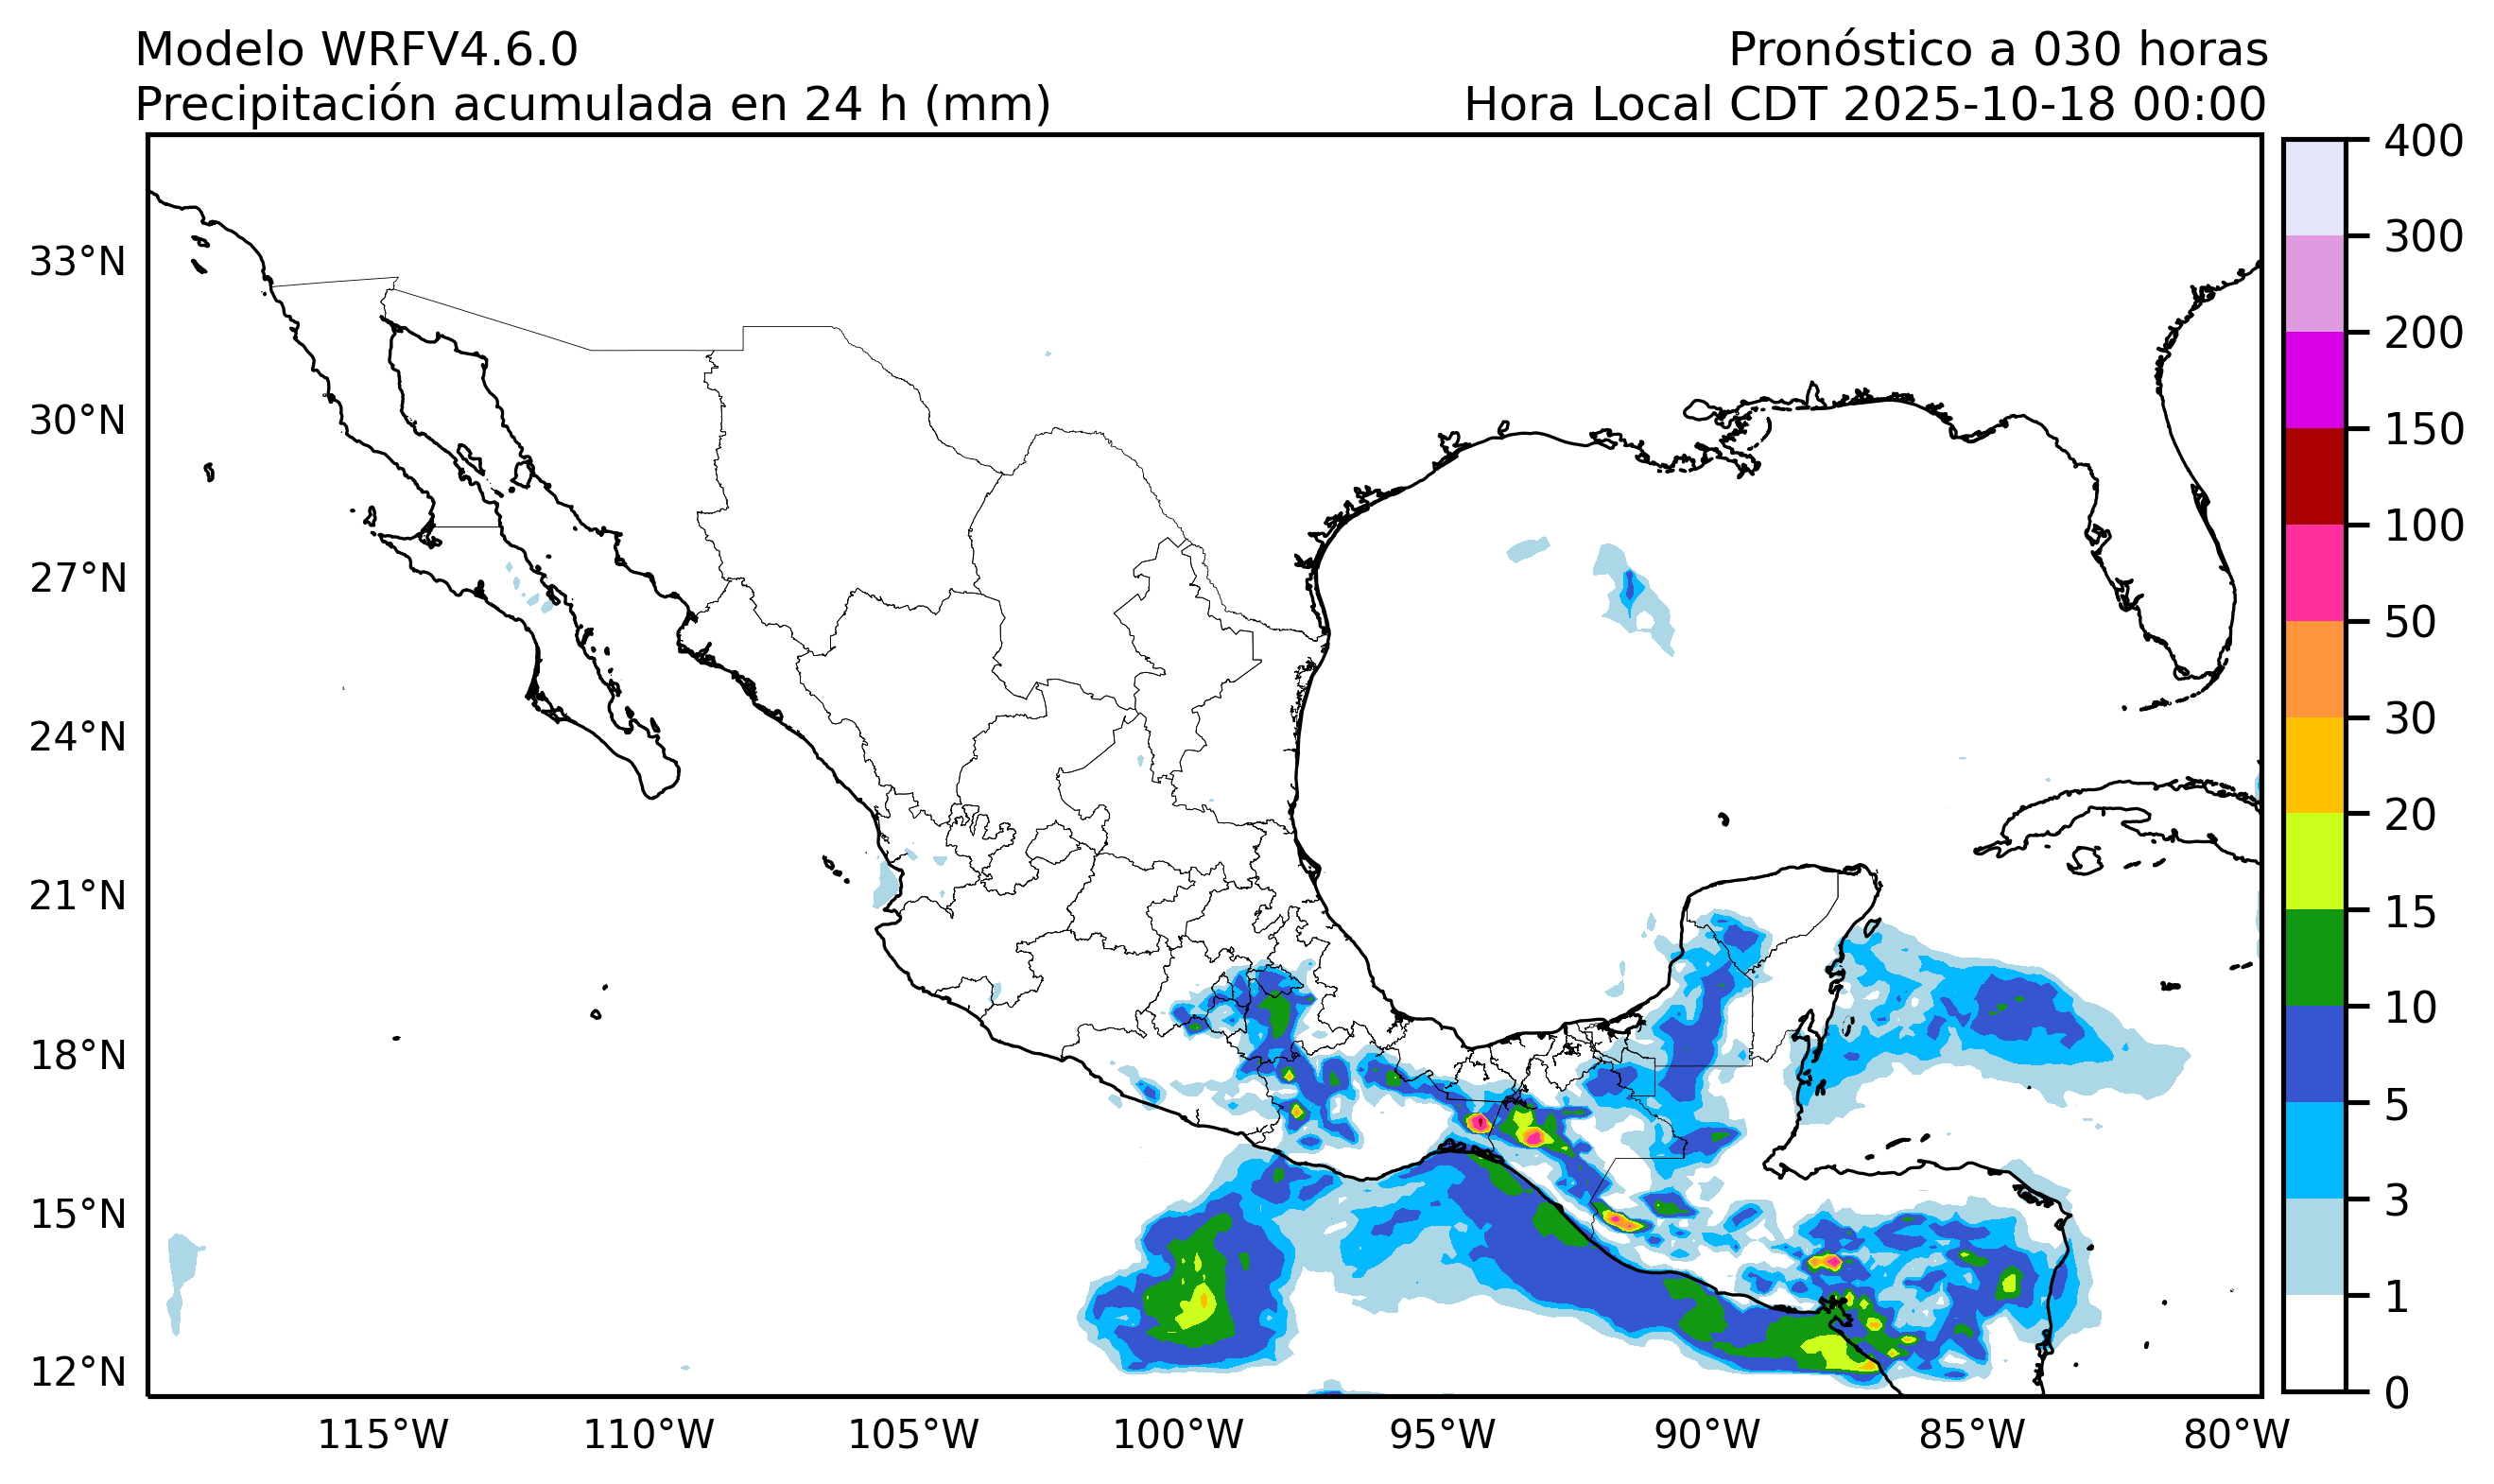 Modelo WRFV4.6.0
Pronóstico a 030 horas
Precipitación acumulada en 24 h (mm)
Hora Local CDT 2025-10-18 00:00
400
300
200
150
100
50
30
20
15
10
5
3
1
0
33°N
30°N
27°N
24°N
21°N
18°N
15°N
12°N
115°W
110°W
105°W
100°W
95°W
90°W
85°W
80°W